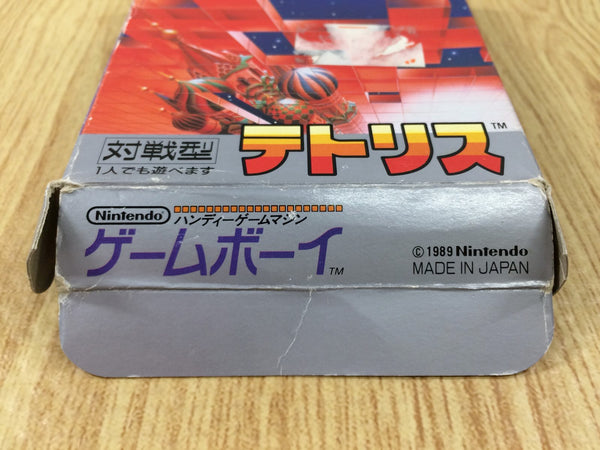 対戦型
1人でも遊べます
テトリス™
Nintendo
ハンディーゲームマシン
ゲームボーイ™
©1989 Nintendo
MADE IN JAPAN